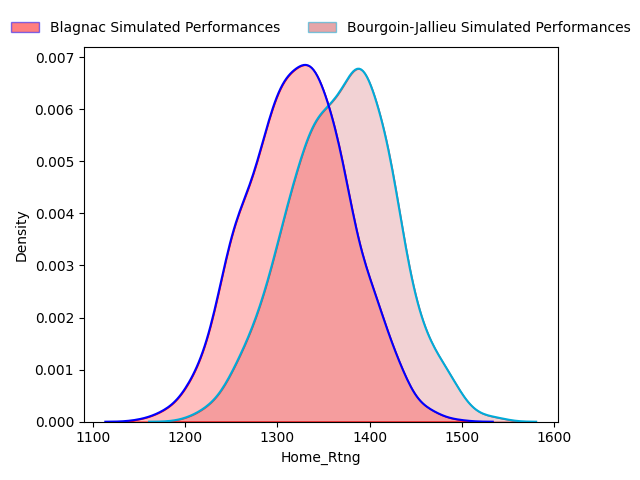 Blagnac Simulated Performances Bourgoin-Jallieu Simulated Performances
0.007
0.006
0.005
0.004
0.003
0.002
0.001
0.000
Density
1100 1200 1300 1400 1500 1600
Home_Rtng